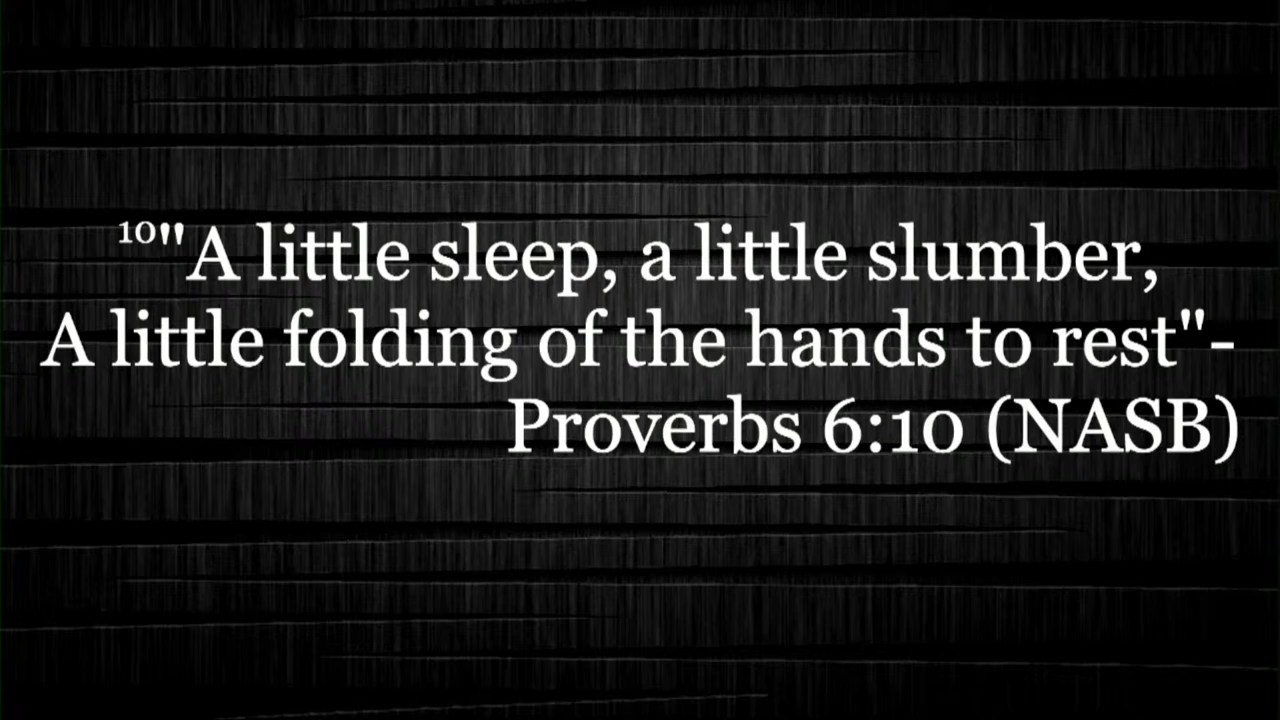 ¹⁰"A little sleep, a little slumber,
A little folding of the hands to rest"-
Proverbs 6:10 (NASB)